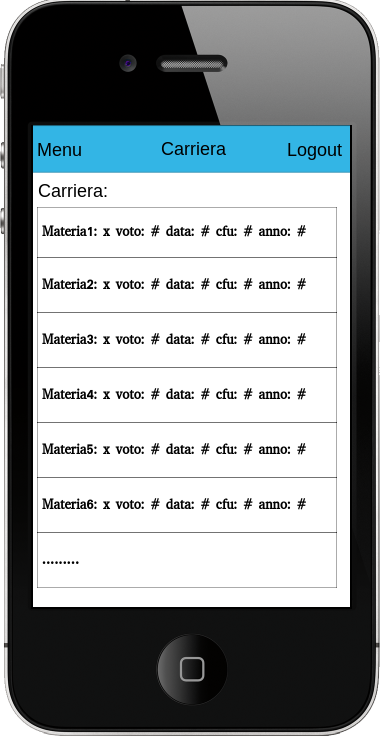 Menu Carriera Logout
Carriera:
Materia1: x voto: # data: # cfu: # anno: #
Materia2: x voto: # data: # cfu: # anno: #
Materia3: x voto: # data: # cfu: # anno: #
Materia4: x voto: # data: # cfu: # anno: #
Materia5: x voto: # data: # cfu: # anno: #
Materia6: x voto: # data: # cfu: # anno: #
.........